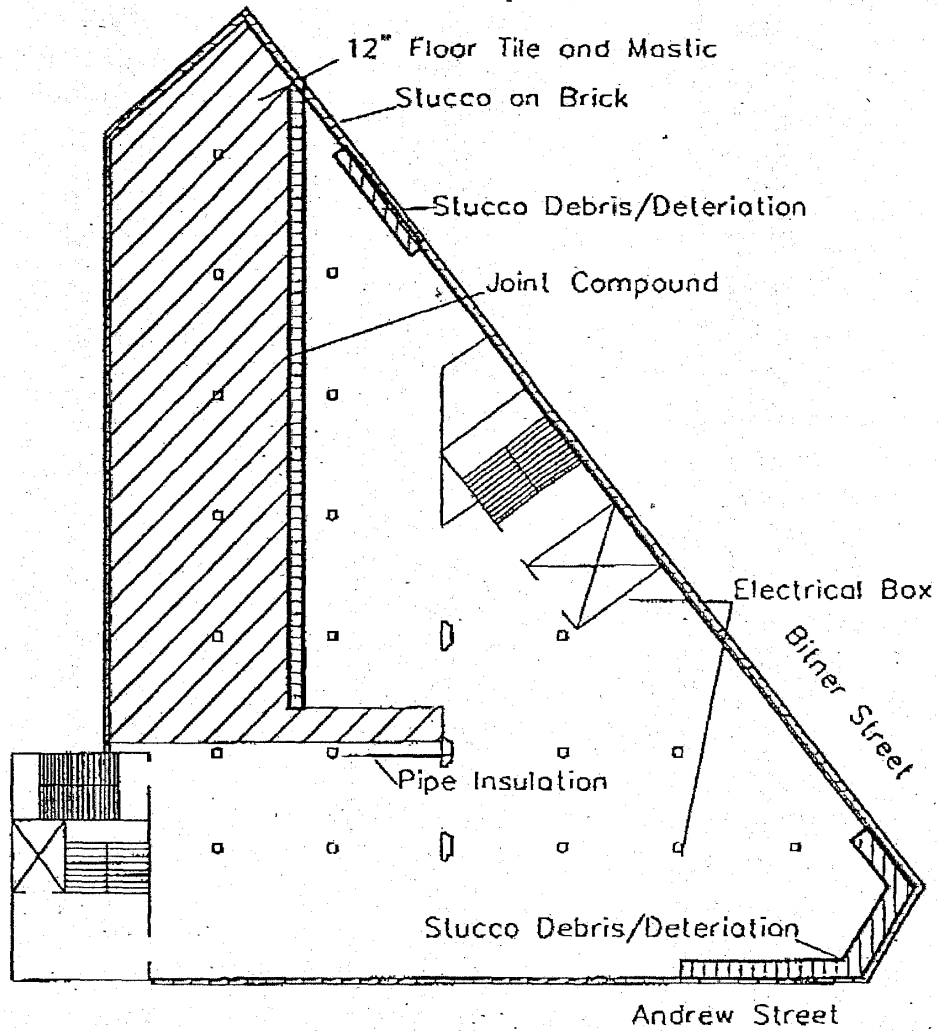 12" Floor Tile and Mastic
Stucco on Brick
Stucco Debris/Deteriation
Joint Compound
Electrical Box
Bitner Street
Pipe Insulation
Stucco Debris/Deteriation
Andrew Street